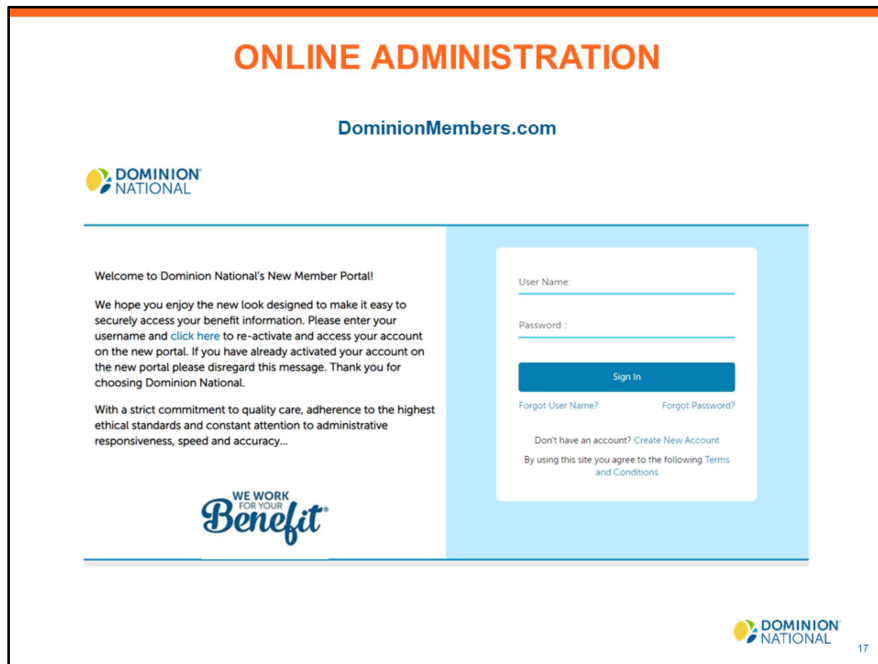 ONLINE ADMINISTRATION
DominionMembers.com
DOMINION®
NATIONAL
Welcome to Dominion National's New Member Portal!
We hope you enjoy the new look designed to make it easy to
securely access your benefit information. Please enter your
username and click here to re-activate and access your account
on the new portal. If you have already activated your account on
the new portal please disregard this message. Thank you for
choosing Dominion National.
With a strict commitment to quality care, adherence to the highest
ethical standards and constant attention to administrative
responsiveness, speed and accuracy...
WE WORK
FOR YOUR
Benefit®
User Name:
Password :
Sign In
Forgot User Name? Forgot Password?
Don't have an account? Create New Account
By using this site you agree to the following Terms
and Conditions
DOMINION®
NATIONAL
17